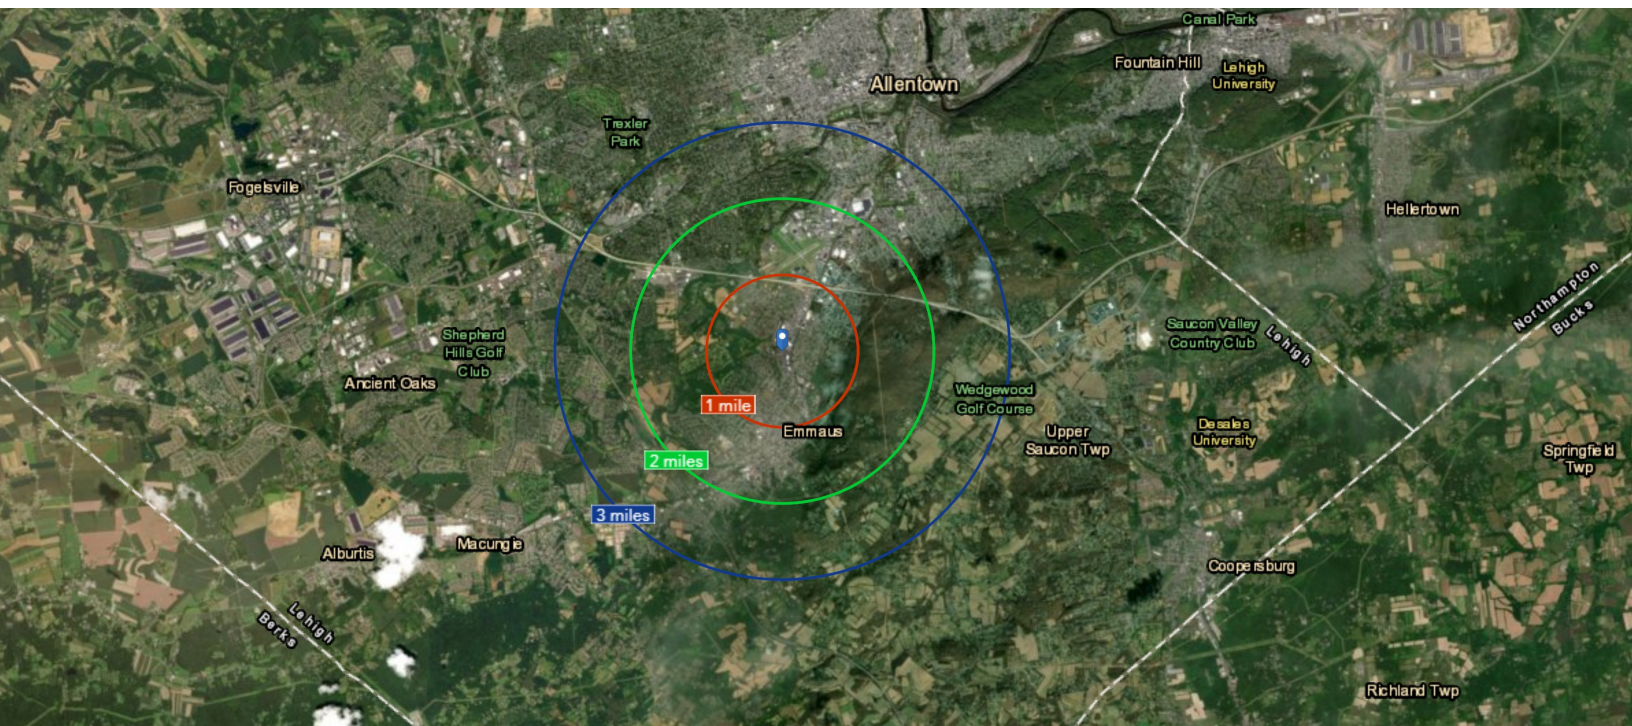 Canal Park
Fountain Hill
Lehigh
University
Allentown
Trexler
Park
Fogelsville
Hellertown
Northampton
Bucks
Shepherd
Hills Golf
Club
Saucon Valley
Country Club
Lehigh
Ancient Oaks
Wedgewood
Golf Course
1 mile
Emmaus
Upper
Saucon Twp
Desales
University
2 miles
Springfield
Twp
3 miles
Alburtis
Macungie
Coopersburg
Lehigh
Berks
Richland Twp